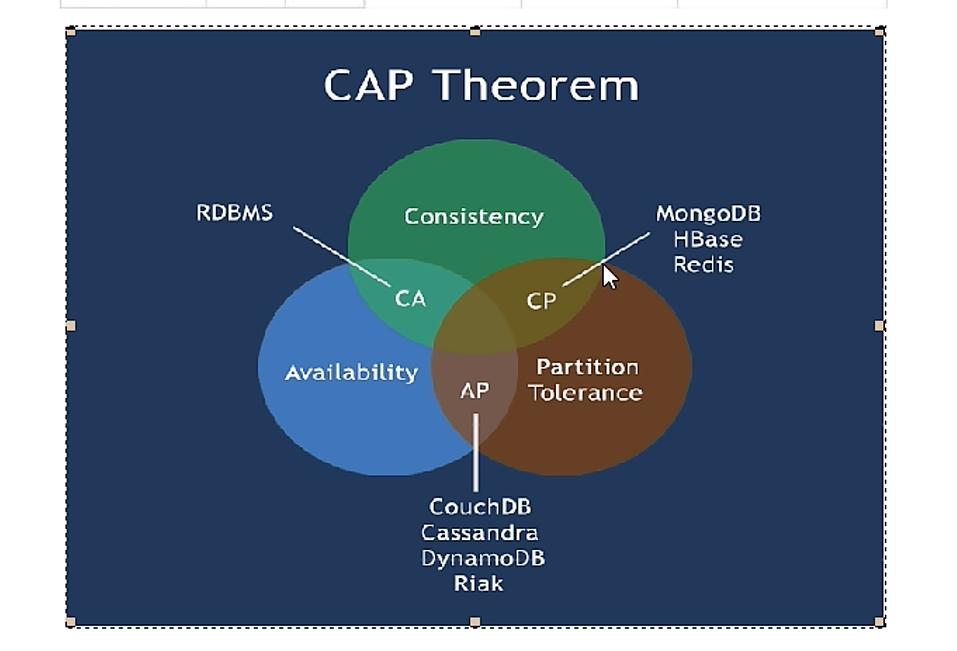 CAP Theorem
RDBMS
Consistency
MongoDB
HBase
Redis
CA
CP
Availability
Partition
Tolerance
AP
CouchDB
Cassandra
DynamoDB
Riak